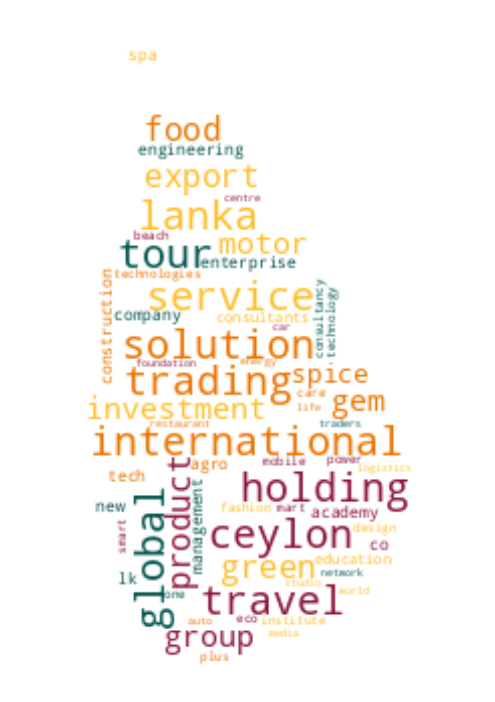 spa
food
engineering
export
centre
lanka
beach
motor
tour
enterprise
technologies
construction
service
consultancy
technology
company
consultants
car
solution
foundation
energy
trading
spice
care
gem
investment
life
restaurant
traders
international
product
agro
mobile
power
logistics
tech
holding
management
global
new
fashion
mart
academy
smart
ceylon
design
co
green
education
lk
network
studio
one
travel
world
auto
eco
institute
group
media
plus